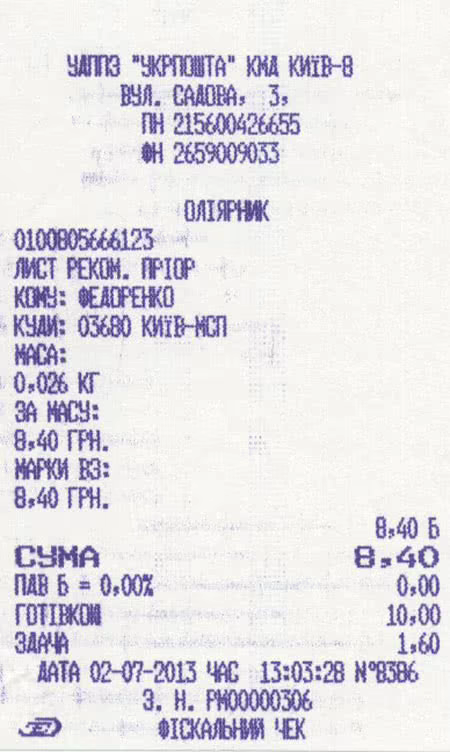 УДППЗ "УКРПОШТА" КМД КИЇВ-8
ВУЛ. САДОВА, 3,
ПН 215600426655
ФН 2659009033
ОЛІЯРНИК
0100805666123
ЛИСТ РЕКОМ. ПРІОР
КОМУ: ФЕДОРЕНКО
КУДИ: 03680 КИЇВ-МСП
МАСА:
0,026 КГ
ЗА МАСУ:
8,40 ГРН.
МАРКИ ВЗ:
8,40 ГРН.
8,40 Б
СУМА 8,40
ПДВ Б = 0,00% 0,00
ГОТІВКОЮ 10,00
ЗДАЧА 1,60
ДАТА 02-07-2013 ЧАС 13:03:28 №8386
З. Н. РМ00000306
ФІСКАЛЬНИЙ ЧЕК